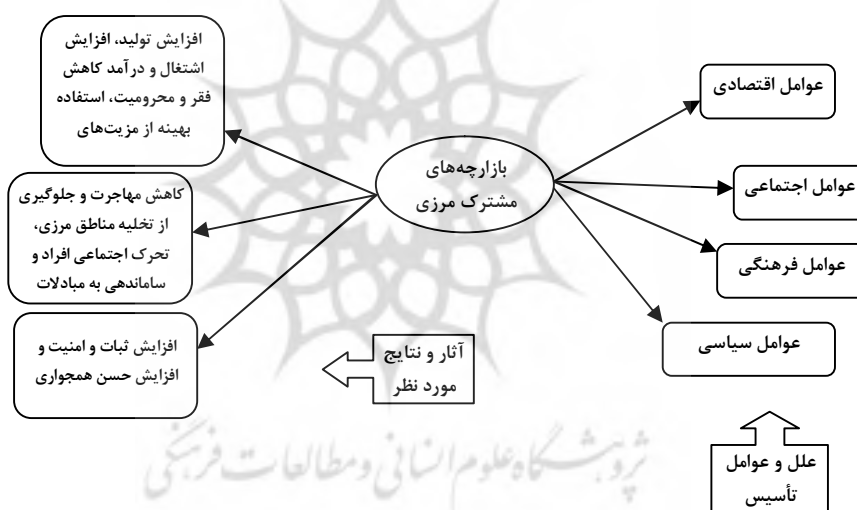 عوامل اقتصادی
عوامل اجتماعی
عوامل فرهنگی
عوامل سیاسی
علل و عوامل
تأسیس
بازارچه‌های
مشترک مرزی
آثار و نتایج
مورد نظر
افزایش تولید، افزایش
اشتغال و درآمد کاهش
فقر و محرومیت، استفاده
بهینه از مزیت‌های
کاهش مهاجرت و جلوگیری
از تخلیه مناطق مرزی،
تحرک اجتماعی افراد و
ساماندهی به مبادلات
افزایش ثبات و امنیت و
افزایش حسن همجواری
پژوهشگاه علوم انسانی و مطالعات فرهنگی